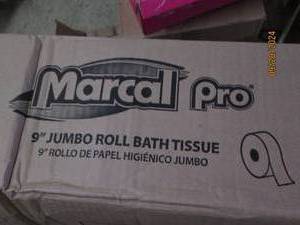 Marcal Pro®
9" JUMBO ROLL BATH TISSUE
9" ROLLO DE PAPEL HIGIÉNICO JUMBO